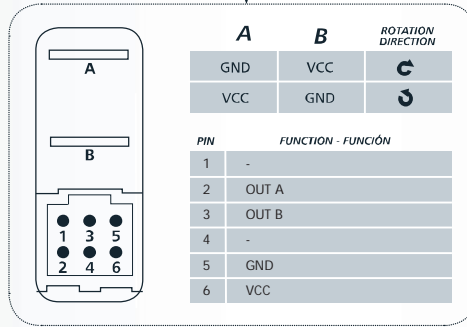 A
B
1 3 5
2 4 6
A B ROTATION DIRECTION
GND VCC
VCC GND
PIN FUNCTION - FUNCIÓN
1 -
2 OUT A
3 OUT B
4 -
5 GND
6 VCC